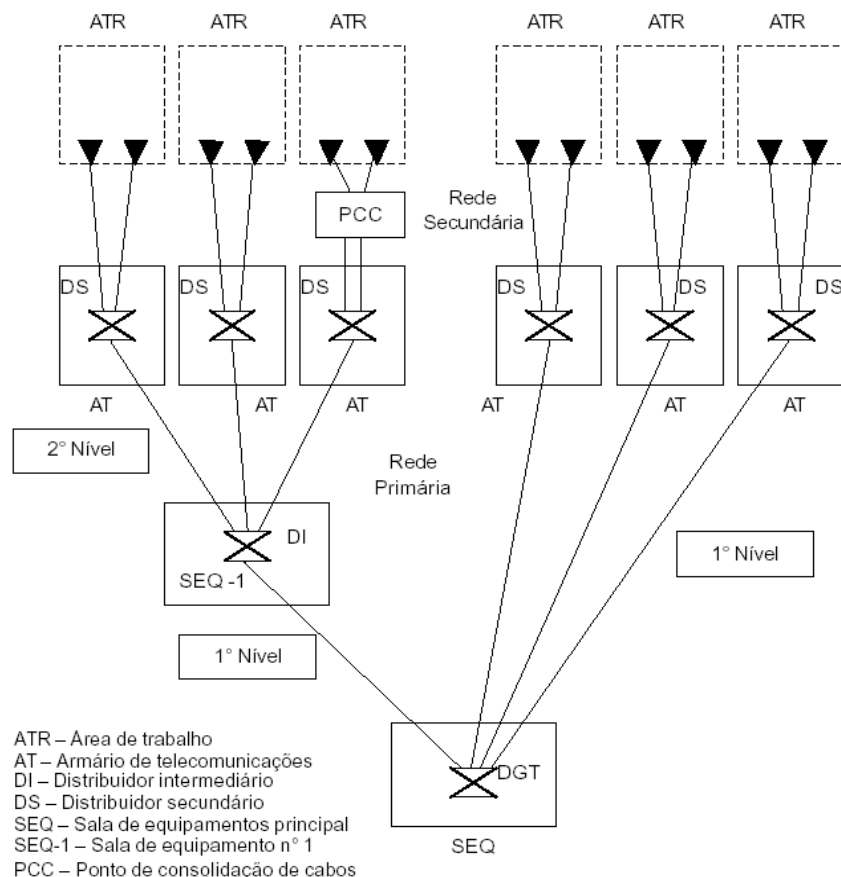 ATR ATR ATR ATR ATR ATR
PCC
Rede
Secundária
DS DS DS DS DS DS
AT AT AT AT AT AT
2° Nível
Rede
Primária
DI
SEQ -1
1° Nível
1° Nível
DGT
SEQ
ATR – Área de trabalho
AT – Armário de telecomunicações
DI – Distribuidor intermediário
DS – Distribuidor secundário
SEQ – Sala de equipamentos principal
SEQ-1 – Sala de equipamento n° 1
PCC – Ponto de consolidação de cabos